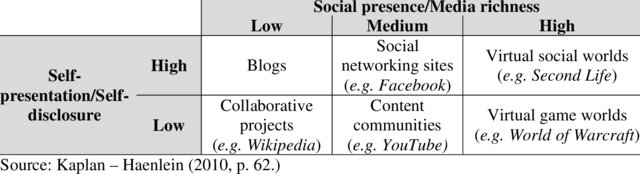 Social presence/Media richness
Low Medium High
Self-presentation/Self-disclosure
High
Blogs
Social
networking sites
(e.g. Facebook)
Virtual social worlds
(e.g. Second Life)
Low
Collaborative
projects
(e.g. Wikipedia)
Content
communities
(e.g. YouTube)
Virtual game worlds
(e.g. World of Warcraft)
Source: Kaplan – Haenlein (2010, p. 62.)